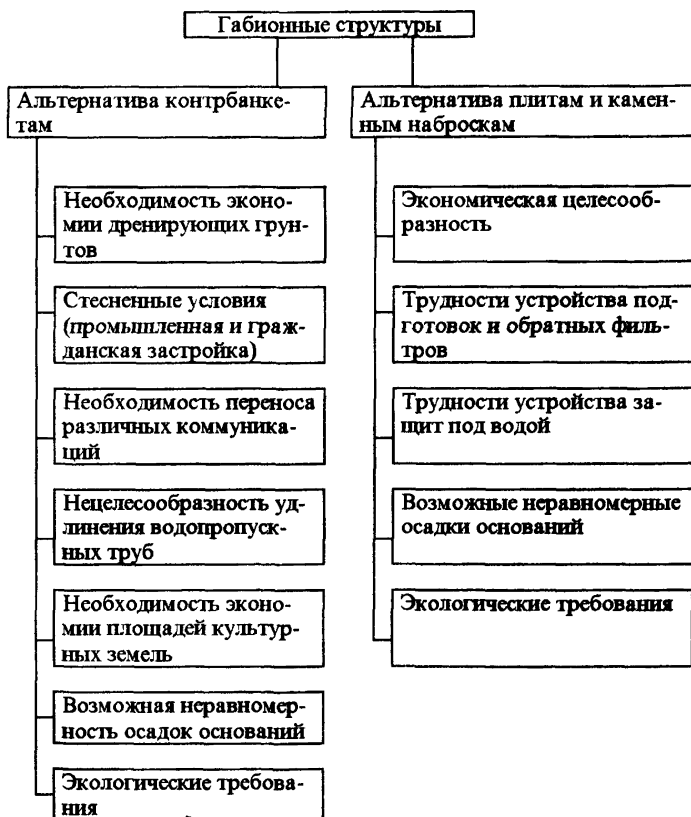 Габионные структуры
Альтернатива контрбанке-
там
Необходимость эконо-
мии дренирующих грун-
тов
Стесненные условия
(промышленная и граж-
данская застройка)
Необходимость переноса
различных коммуника-
ций
Нецелесообразность уд-
линения водопропуск-
ных труб
Необходимость эконо-
мии площадей культур-
ных земель
Возможная неравномер-
ность осадок оснований
Экологические требова-
ния
Альтернатива плитам и камен-
ным наброскам
Экономическая целесооб-
разность
Трудности устройства под-
готовок и обратных филь-
тров
Трудности устройства за
щит под водой
Возможные неравномерные
осадки оснований
Экологические требования